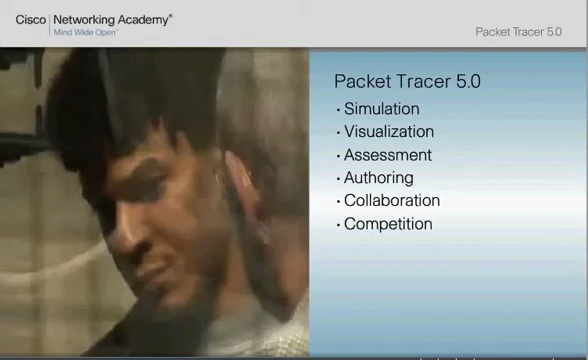 Cisco | Networking Academy®
Mind Wide Open™
Packet Tracer 5.0
Packet Tracer 5.0
• Simulation
• Visualization
• Assessment
• Authoring
• Collaboration
• Competition